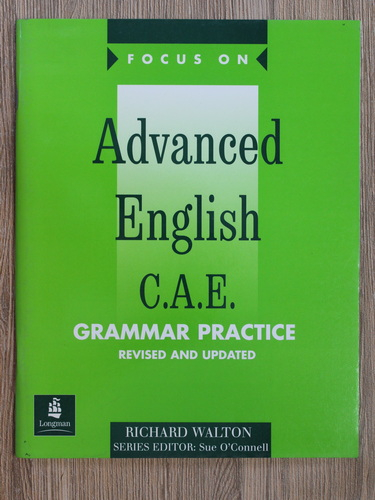 FOCUS ON
Advanced
English
C.A.E.
GRAMMAR PRACTICE
REVISED AND UPDATED
Longman
RICHARD WALTON
SERIES EDITOR: Sue O'Connell